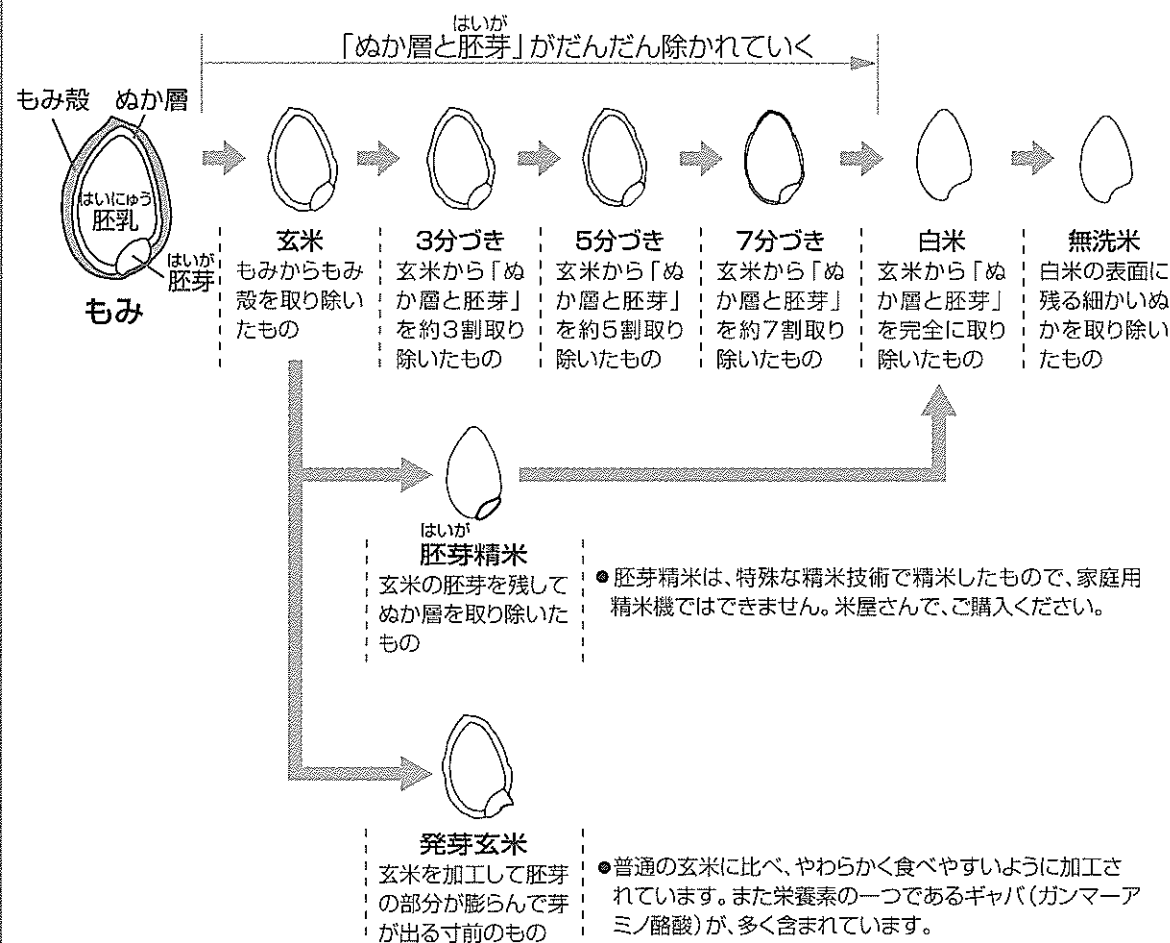 はいが
「ぬか層と胚芽」がだんだん除かれていく
もみ殻 ぬか層
はいにゅう
胚乳
はいが
胚芽
もみ
玄米
もみからもみ
殻を取り除い
たもの
3分づき
玄米から「ぬ
か層と胚芽」
を約3割取り
除いたもの
5分づき
玄米から「ぬ
か層と胚芽」
を約5割取り
除いたもの
7分づき
玄米から「ぬ
か層と胚芽」
を約7割取り
除いたもの
白米
玄米から「ぬ
か層と胚芽」
を完全に取り
除いたもの
無洗米
白米の表面に
残る細かいぬ
かを取り除い
たもの
はいが
胚芽精米
玄米の胚芽を残して
ぬか層を取り除いた
もの
●胚芽精米は、特殊な精米技術で精米したもので、家庭用
精米機ではできません。米屋さんで、ご購入ください。
発芽玄米
玄米を加工して胚芽
の部分が膨らんで芽
が出る寸前のもの
●普通の玄米に比べ、やわらかく食べやすいように加工さ
れています。また栄養素の一つであるギャバ(ガンマーア
ミノ酪酸)が、多く含まれています。